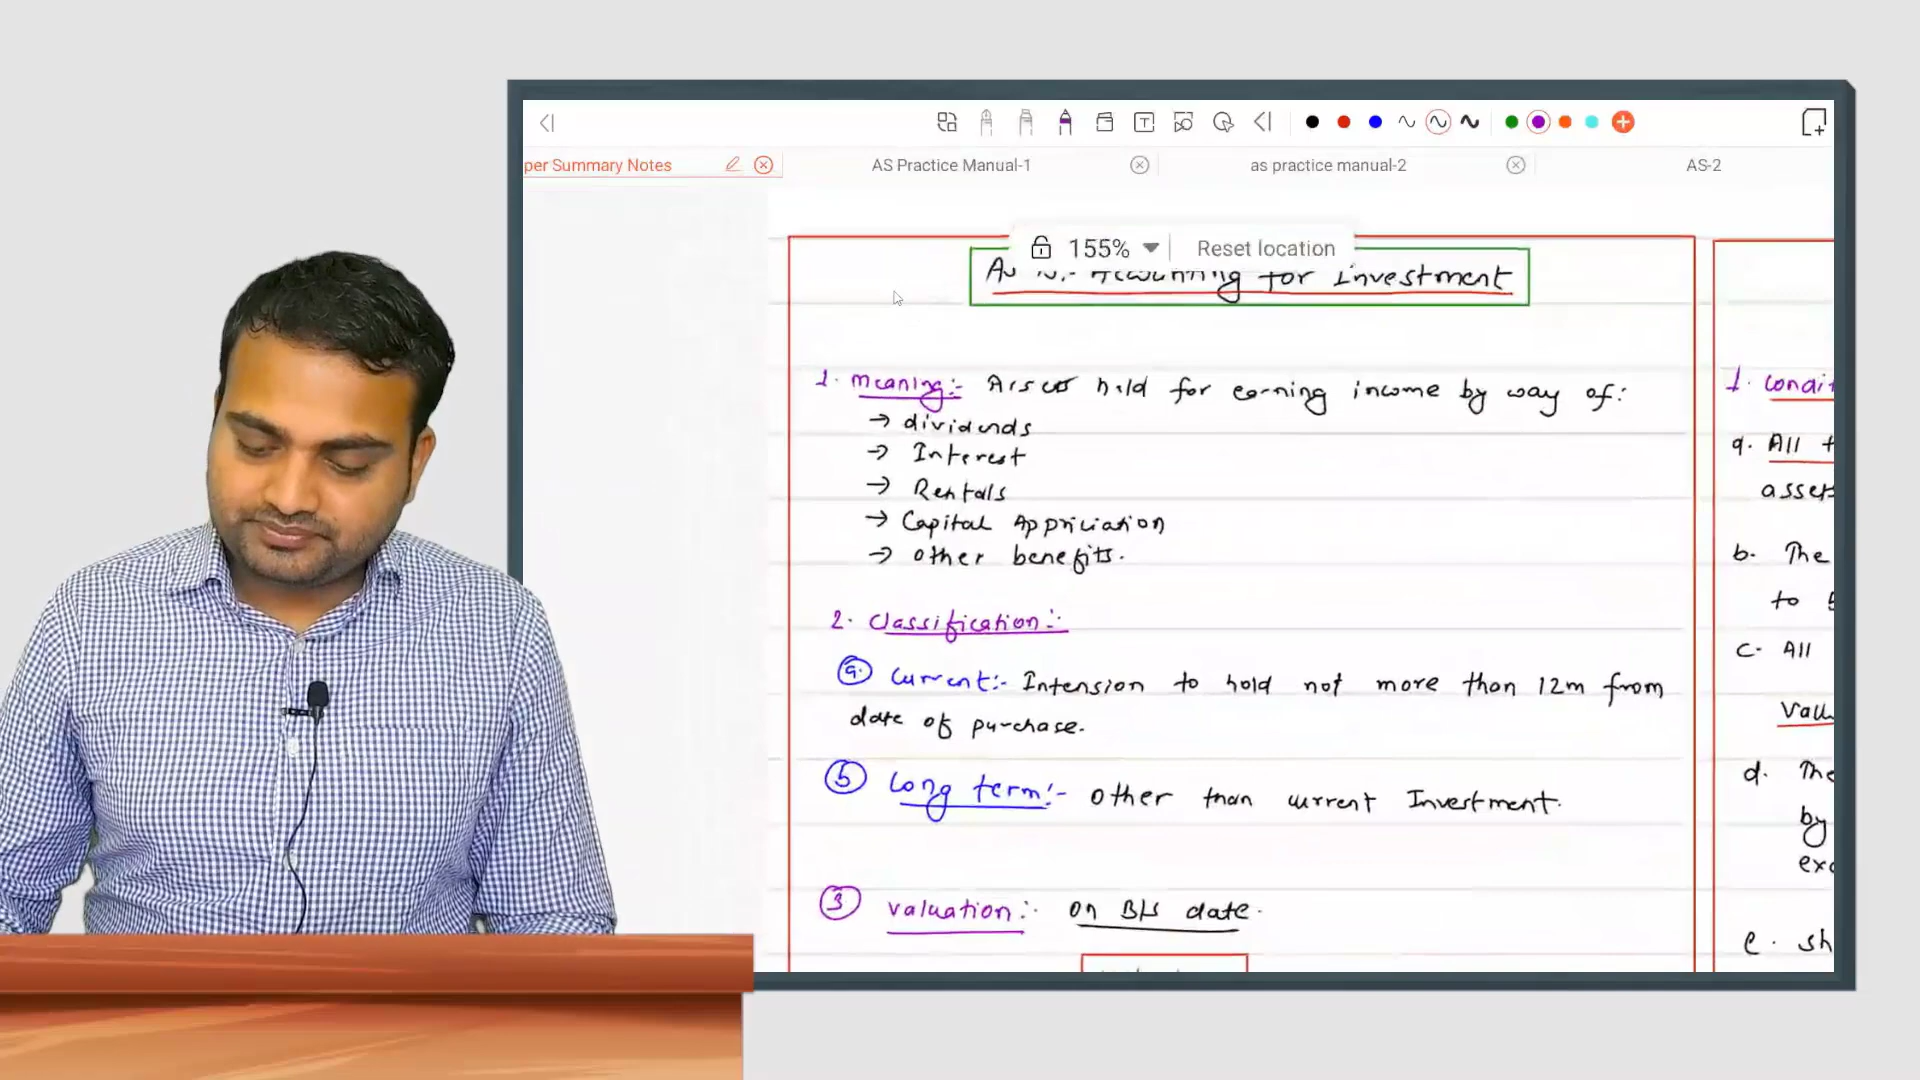 per Summary Notes
AS Practice Manual-1
as practice manual-2
AS-2
155%
Reset location
Accounting for Investment
1. Meaning:- Assets held for earning income by way of:
→ dividends
→ Interest
→ Rentals
→ Capital Appriciation
→ Other benefits.
2. Classification:-
a. Current:- Intension to hold not more than 12m from
date of purchase.
b Long term:- Other than current Investment.
3 Valuation:- On B/s date.
1. Condi
a. All t
asse
b. The
to
c. All
Val
d. The
by
exc
e. sh